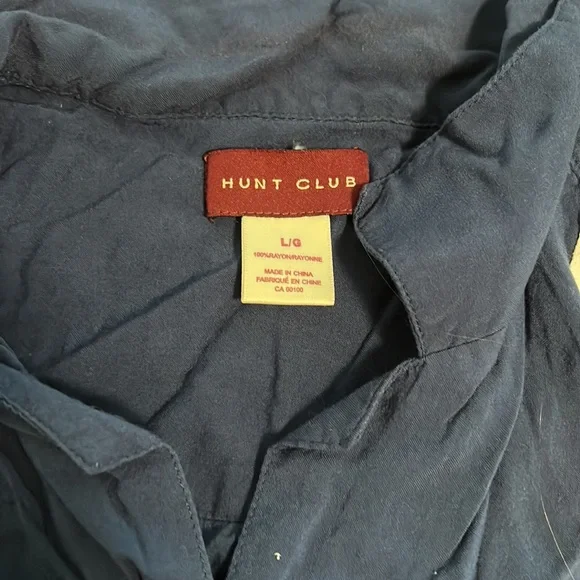 HUNT CLUB
L/G
100%RAYON/RAYONNE
MADE IN CHINA
FABRIQUÉ EN CHINE
CA 00100